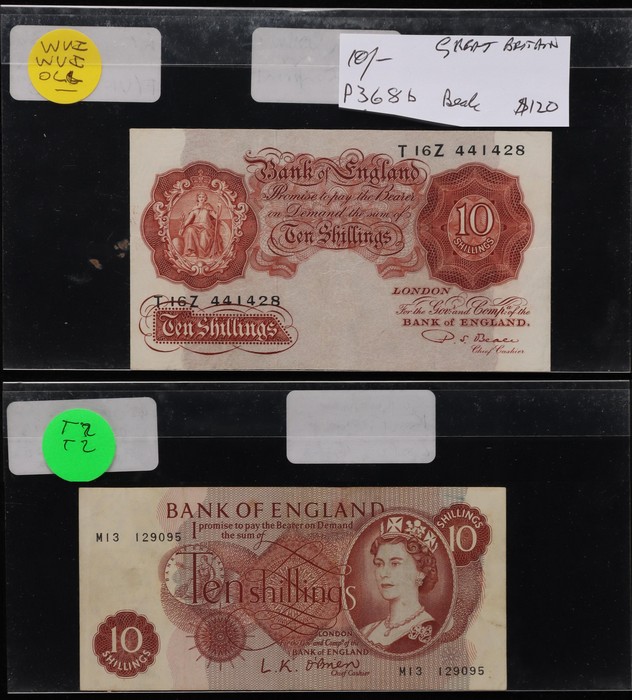 10/-
GREAT BRITAIN
P368b Beale $120
T16Z 441428
Bank of England
Promise to pay the Bearer
on Demand the sum of
Ten Shillings
10
SHILLINGS
LONDON
For the Govr and Compa of the
BANK OF ENGLAND.
P. S. Beale
Chief Cashier
T16Z 441428
Ten Shillings
BANK OF ENGLAND
I promise to pay the Bearer on Demand
the sum of
M13 129095
Ten shillings
SHILLINGS
10
LONDON
For the Govr and Compa of the
BANK OF ENGLAND
L.K. O'Brien
Chief Cashier
10
SHILLINGS
M13 129095